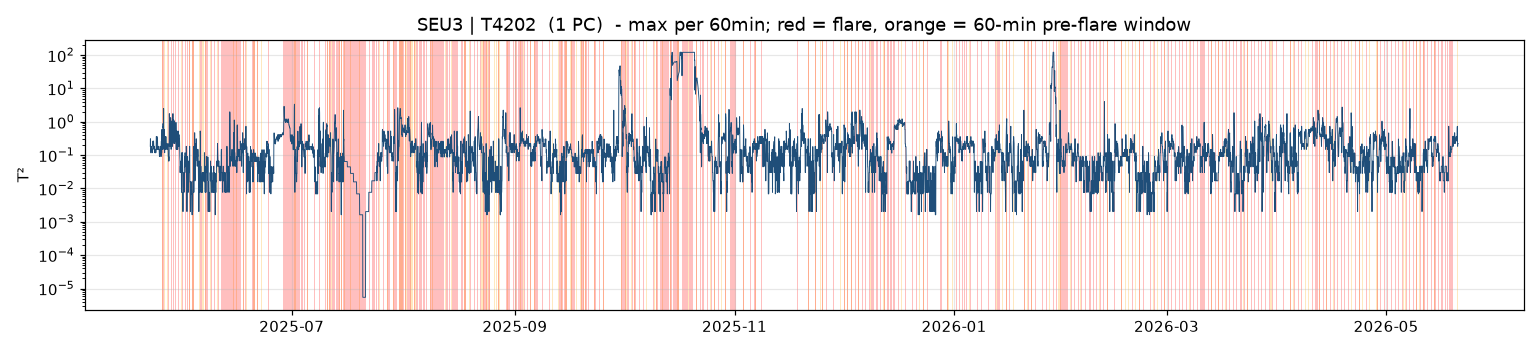 SEU3 | T4202  (1 PC)  - max per 60min; red = flare, orange = 60-min pre-flare window
T²
10²
10¹
10⁰
10⁻¹
10⁻²
10⁻³
10⁻⁴
10⁻⁵
2025-07 2025-09 2025-11 2026-01 2026-03 2026-05